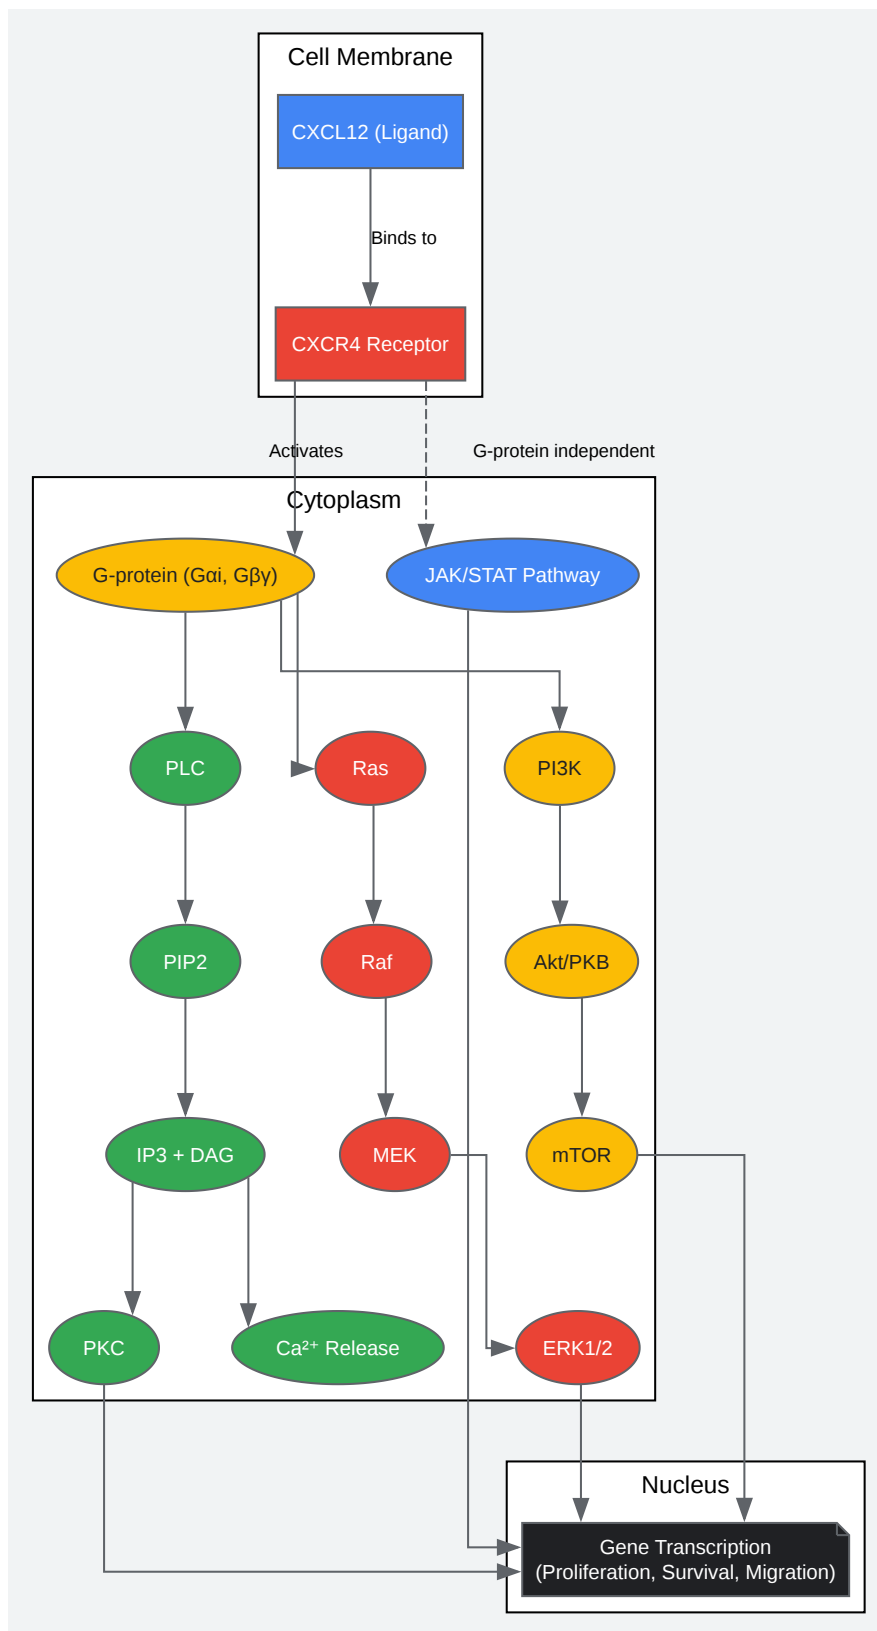 Cell Membrane
CXCL12 (Ligand)
Binds to
CXCR4 Receptor
Activates
G-protein independent
Cytoplasm
G-protein (Gαi, Gβγ)
JAK/STAT Pathway
PLC
Ras
PI3K
PIP2
Raf
Akt/PKB
IP3 + DAG
MEK
mTOR
PKC
Ca²⁺ Release
ERK1/2
Nucleus
Gene Transcription
(Proliferation, Survival, Migration)